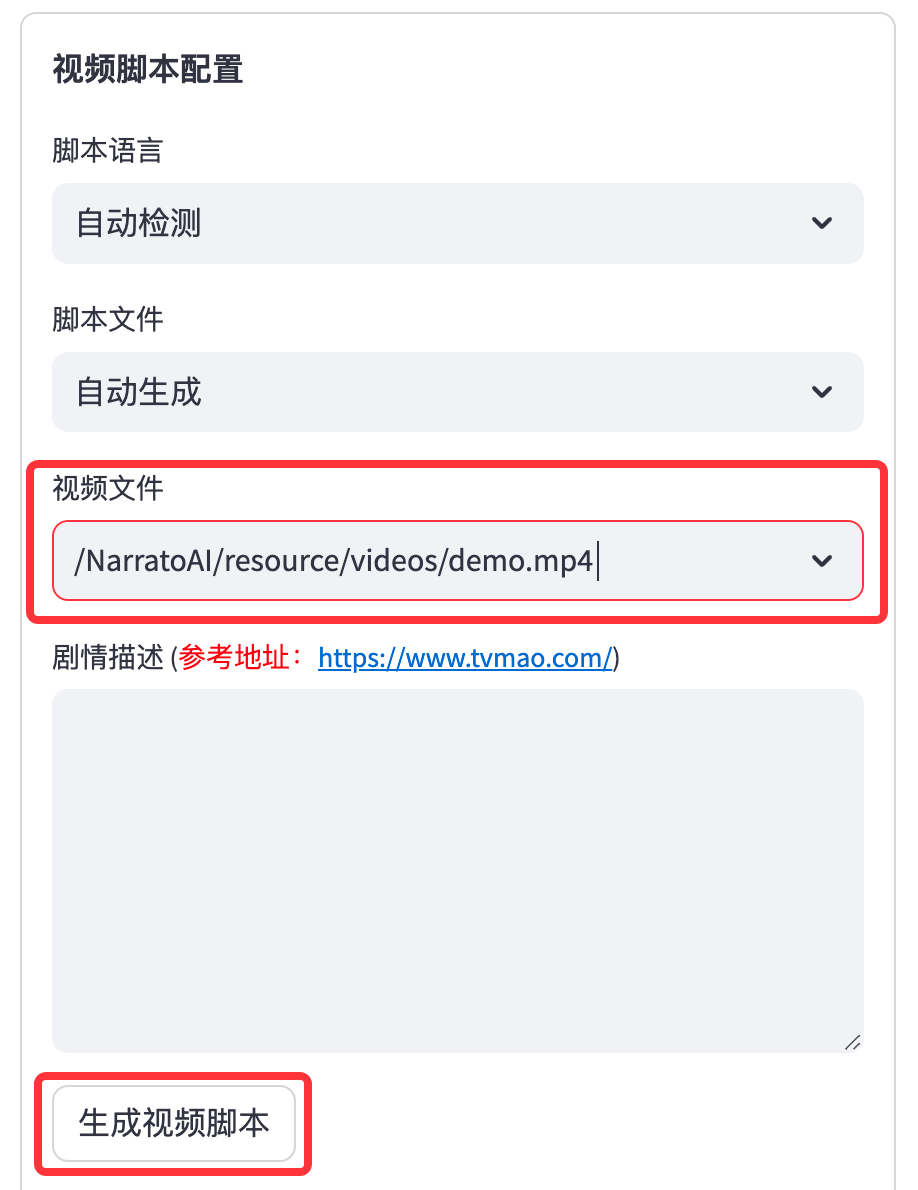 视频脚本配置
脚本语言
自动检测
脚本文件
自动生成
视频文件
/NarratoAI/resource/videos/demo.mp4
剧情描述 (参考地址：https://www.tvmao.com/)
生成视频脚本